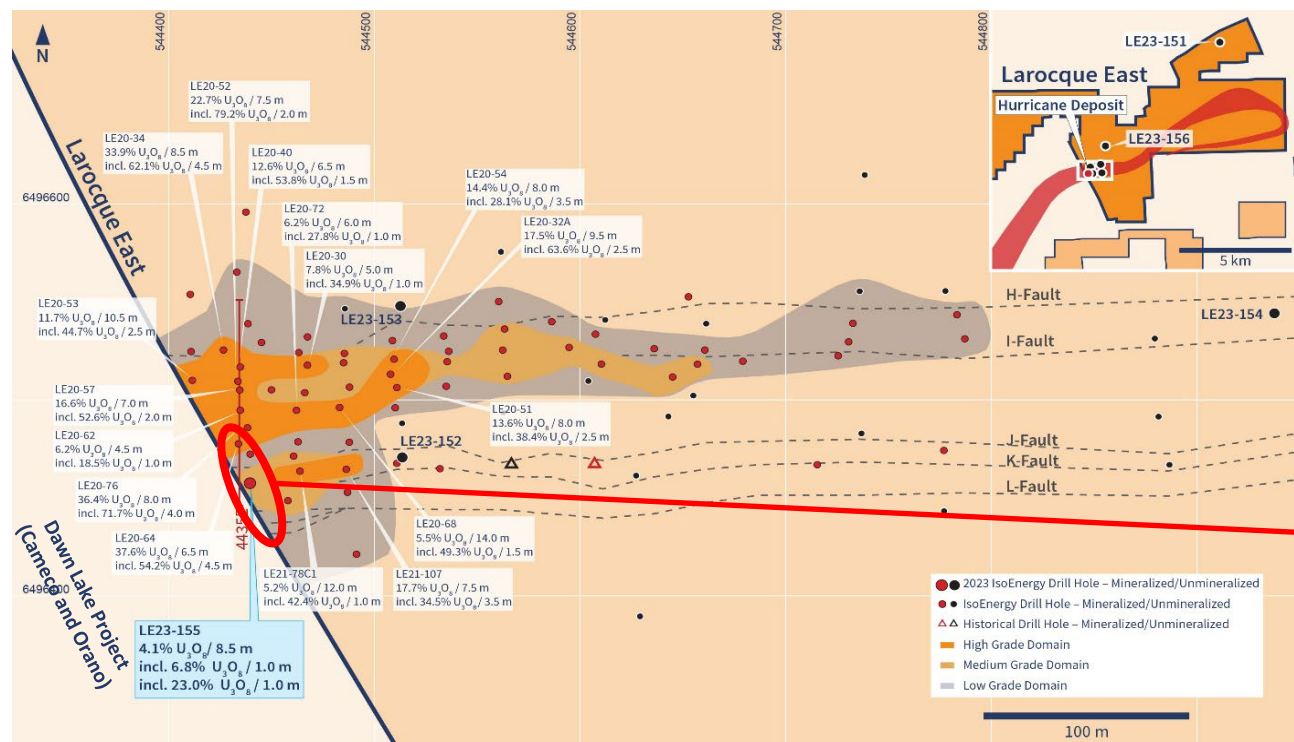 N
544400
544500
544600
544700
544800
6496600
Larocque East
LE20-52
22.7% U₃O₈ / 7.5 m
incl. 79.2% U₃O₈ / 2.0 m
LE20-34
33.9% U₃O₈ / 8.5 m
incl. 62.1% U₃O₈ / 4.5 m
LE20-40
12.6% U₃O₈ / 6.5 m
incl. 53.8% U₃O₈ / 1.5 m
LE20-54
14.4% U₃O₈ / 8.0 m
incl. 28.1% U₃O₈ / 3.5 m
LE20-72
6.2% U₃O₈ / 6.0 m
incl. 27.8% U₃O₈ / 1.0 m
LE20-32A
17.5% U₃O₈ / 9.5 m
incl. 63.6% U₃O₈ / 2.5 m
LE20-30
7.8% U₃O₈ / 5.0 m
incl. 34.9% U₃O₈ / 1.0 m
LE20-53
11.7% U₃O₈ / 10.5 m
incl. 44.7% U₃O₈ / 2.5 m
LE23-153
LE23-154
H-Fault
I-Fault
LE20-57
16.6% U₃O₈ / 7.0 m
incl. 52.6% U₃O₈ / 2.0 m
LE20-51
13.6% U₃O₈ / 8.0 m
incl. 38.4% U₃O₈ / 2.5 m
LE20-62
6.2% U₃O₈ / 4.5 m
incl. 18.5% U₃O₈ / 1.0 m
LE23-152
J-Fault
K-Fault
L-Fault
LE20-76
36.4% U₃O₈ / 8.0 m
incl. 71.7% U₃O₈ / 4.0 m
LE20-64
37.6% U₃O₈ / 6.5 m
incl. 54.2% U₃O₈ / 4.5 m
LE20-68
5.5% U₃O₈ / 14.0 m
incl. 49.3% U₃O₈ / 1.5 m
LE21-78C1
5.2% U₃O₈ / 12.0 m
incl. 42.4% U₃O₈ / 1.0 m
LE21-107
17.7% U₃O₈ / 7.5 m
incl. 34.5% U₃O₈ / 3.5 m
Dawn Lake Project
(Cameco and Orano)
LE23-155
4.1% U₃O₈ / 8.5 m
incl. 6.8% U₃O₈ / 1.0 m
incl. 23.0% U₃O₈ / 1.0 m
LE23-151
Larocque East
Hurricane Deposit
LE23-156
5 km
2023 IsoEnergy Drill Hole – Mineralized/Unmineralized
IsoEnergy Drill Hole – Mineralized/Unmineralized
Historical Drill Hole – Mineralized/Unmineralized
High Grade Domain
Medium Grade Domain
Low Grade Domain
100 m